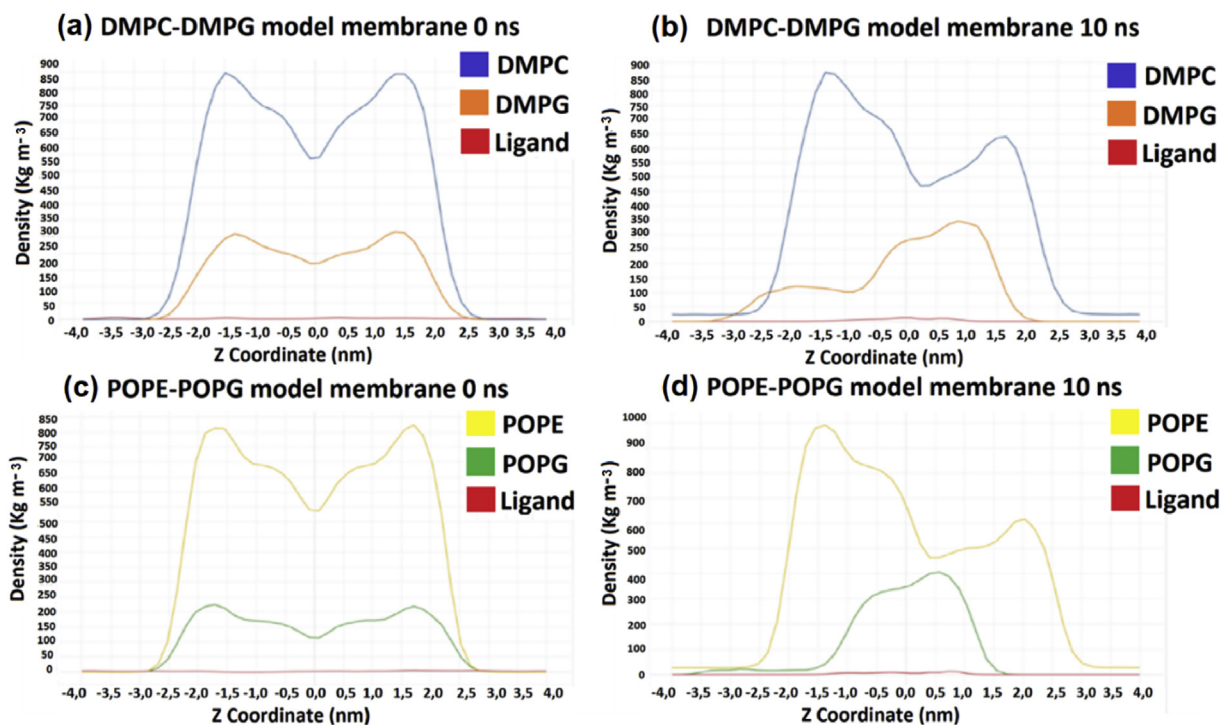 (a) DMPC-DMPG model membrane 0 ns
DMPC
DMPG
Ligand
Density (Kg m⁻³)
900
850
750
700
650
600
550
500
450
400
350
300
250
200
150
100
50
0
-4,0 -3,5 -3,0 -2,5 -2,0 -1,5 -1,0 -0,5 0,0 0,5 1,0 1,5 2.0 2,5 3,0 3,5 4,0
Z Coordinate (nm)
(b) DMPC-DMPG model membrane 10 ns
DMPC
DMPG
Ligand
Density (Kg m⁻³)
900
850
750
700
650
600
550
500
450
400
350
300
250
200
150
100
50
0
-4,0 -3,5 -3,0 -2,5 -2,0 -1,5 -1,0 -0,5 0,0 0,5 1,0 1,5 2.0 2,5 3,0 3,5 4,0
Z Coordinate (nm)
(c) POPE-POPG model membrane 0 ns
POPE
POPG
Ligand
Density (Kg m⁻³)
850
750
700
650
600
550
500
450
400
350
300
250
200
150
100
50
0
-4,0 -3,5 -3,0 -2,5 -2,0 -1,5 -1,0 -0,5 0,0 0,5 1,0 1,5 2.0 2,5 3,0 3,5 4,0
Z Coordinate (nm)
(d) POPE-POPG model membrane 10 ns
POPE
POPG
Ligand
Density (Kg m⁻³)
1000
900
800
700
600
500
400
300
200
100
0
-4,0 -3,5 -3,0 -2,5 -2,0 -1,5 -1,0 -0,5 0,0 0,5 1,0 1,5 2.0 2,5 3,0 3,5 4,0
Z Coordinate (nm)